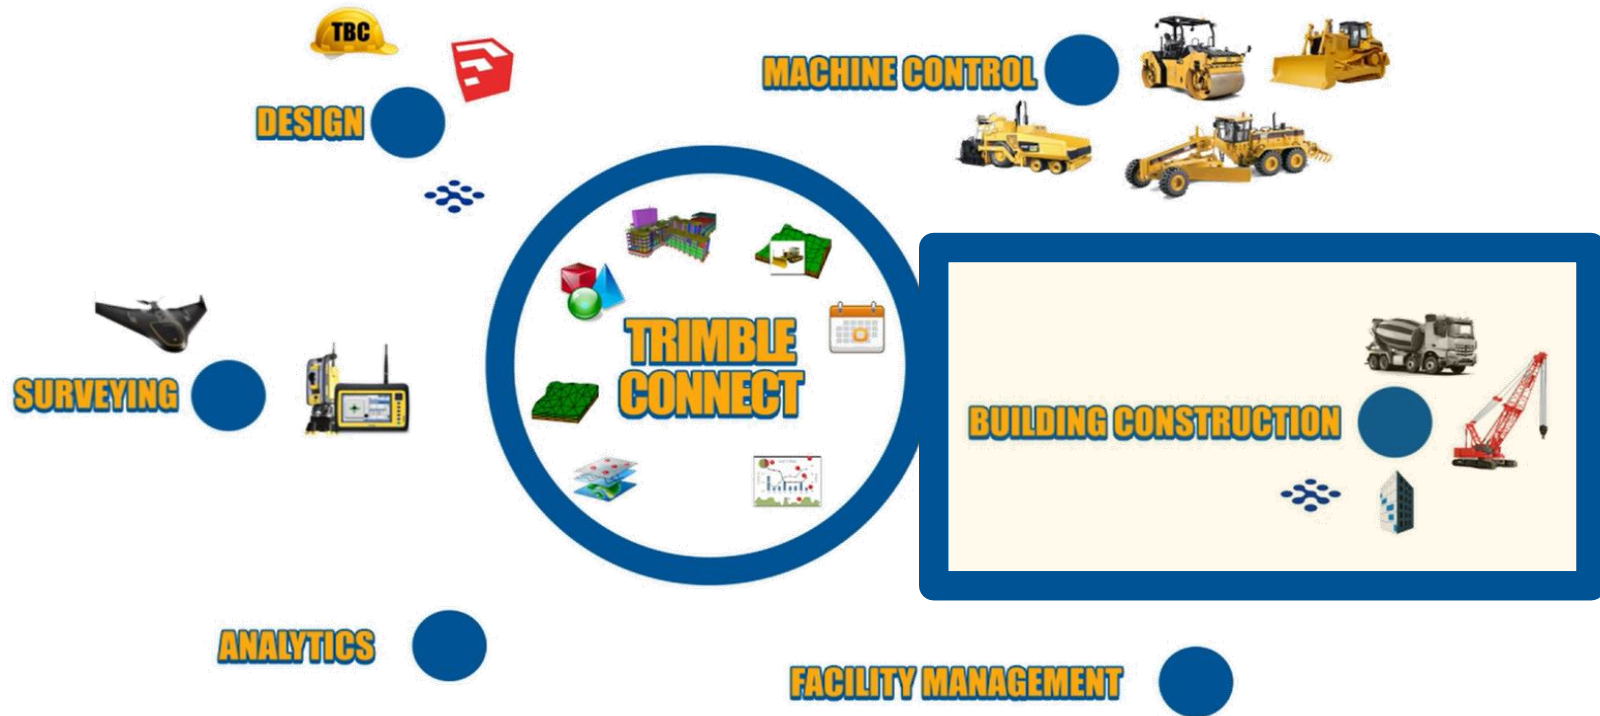 TBC
DESIGN
MACHINE CONTROL
TRIMBLE
CONNECT
SURVEYING
BUILDING CONSTRUCTION
ANALYTICS
FACILITY MANAGEMENT